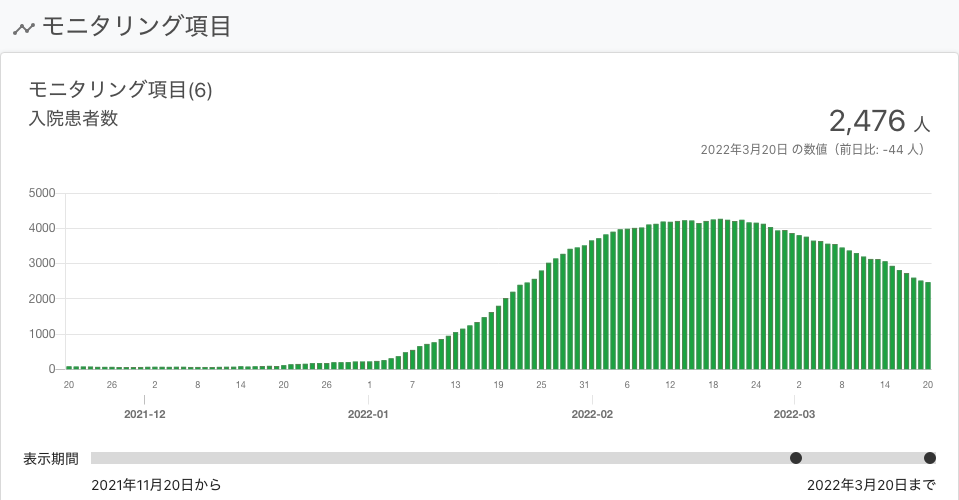 モニタリング項目
モニタリング項目(6)
入院患者数
2,476 人
2022年3月20日 の数値（前日比: -44 人）
5000
4000
3000
2000
1000
0
20 26 2 8 14 20 26 1 7 13 19 25 31 6 12 18 24 2 8 14 20
2021-12 2022-01 2022-02 2022-03
表示期間
2021年11月20日から 2022年3月20日まで